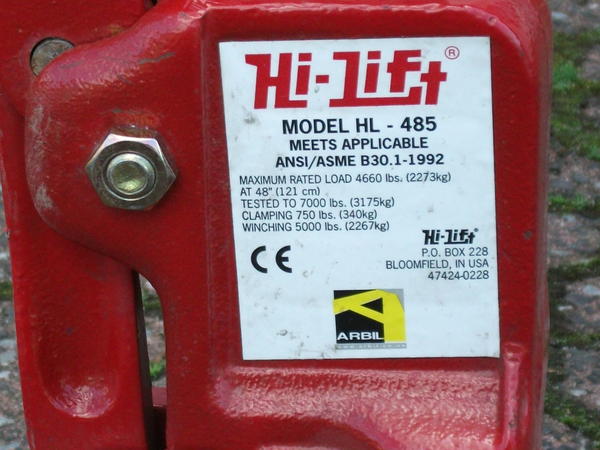 Hi-Lift®
MODEL HL - 485
MEETS APPLICABLE
ANSI/ASME B30.1-1992
MAXIMUM RATED LOAD 4660 lbs. (2273kg)
AT 48" (121 cm)
TESTED TO 7000 lbs. (3175kg)
CLAMPING 750 lbs. (340kg)
WINCHING 5000 lbs. (2267kg)
Hi-Lift
P.O. BOX 228
BLOOMFIELD, IN USA
47424-0228
CE
ARBIL